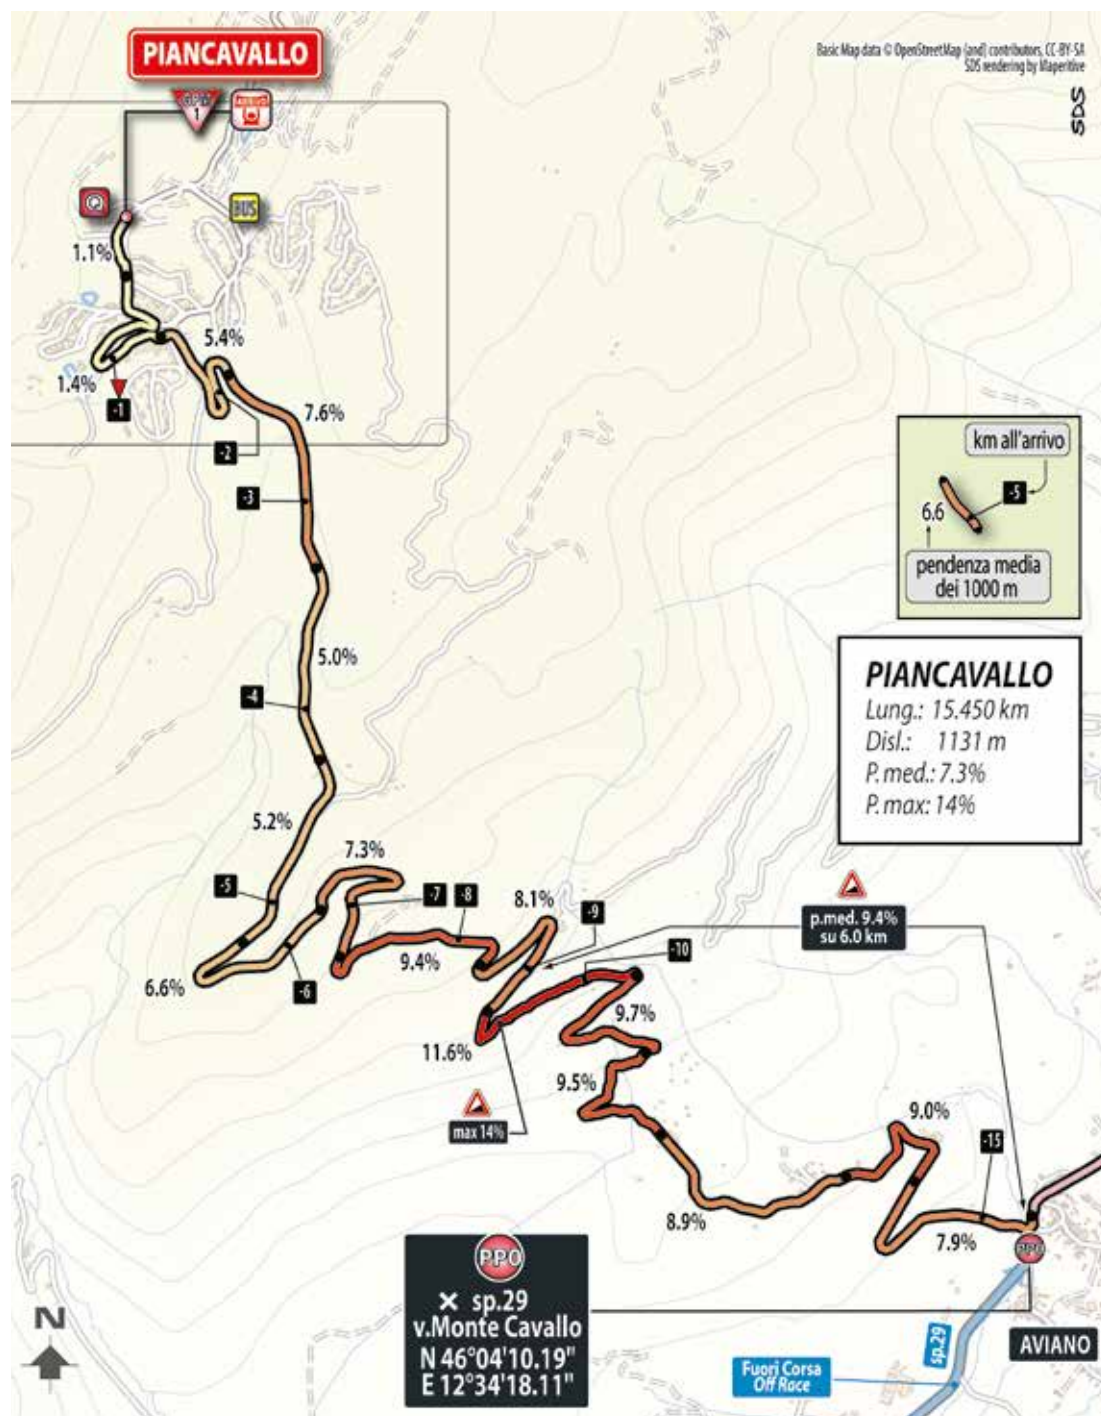 PIANCAVALLO
Basic Map data © OpenStreetMap (and) contributors, CC-BY-SA
SDS rendering by Maperitive
SDS
GPM
1
ARRIVO
Q
BUS
1.1%
5.4%
1.4%
-1
7.6%
-2
-3
km all'arrivo
-5
6.6
pendenza media
dei 1000 m
5.0%
-4
PIANCAVALLO
Lung.: 15.450 km
Disl.: 1131 m
P.med.: 7.3%
P.max: 14%
5.2%
7.3%
-5
-7
-8
8.1%
-9
p.med. 9.4%
su 6.0 km
-10
9.4%
6.6%
-6
9.7%
11.6%
9.5%
max 14%
9.0%
-15
8.9%
7.9%
PPO
PPO
× sp.29
v.Monte Cavallo
N 46°04'10.19"
E 12°34'18.11"
N
sp.29
AVIANO
Fuori Corsa
Off Race